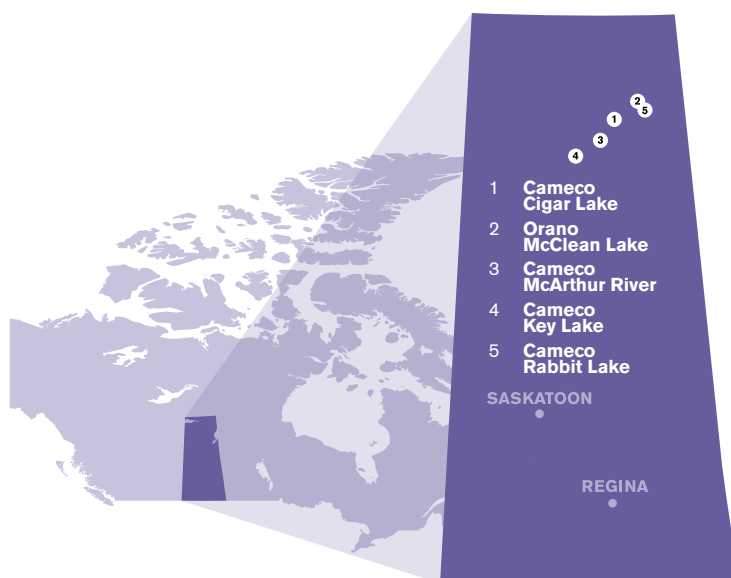 2
5
1
3
4
1 Cameco
Cigar Lake
2 Orano
McClean Lake
3 Cameco
McArthur River
4 Cameco
Key Lake
5 Cameco
Rabbit Lake
SASKATOON
REGINA